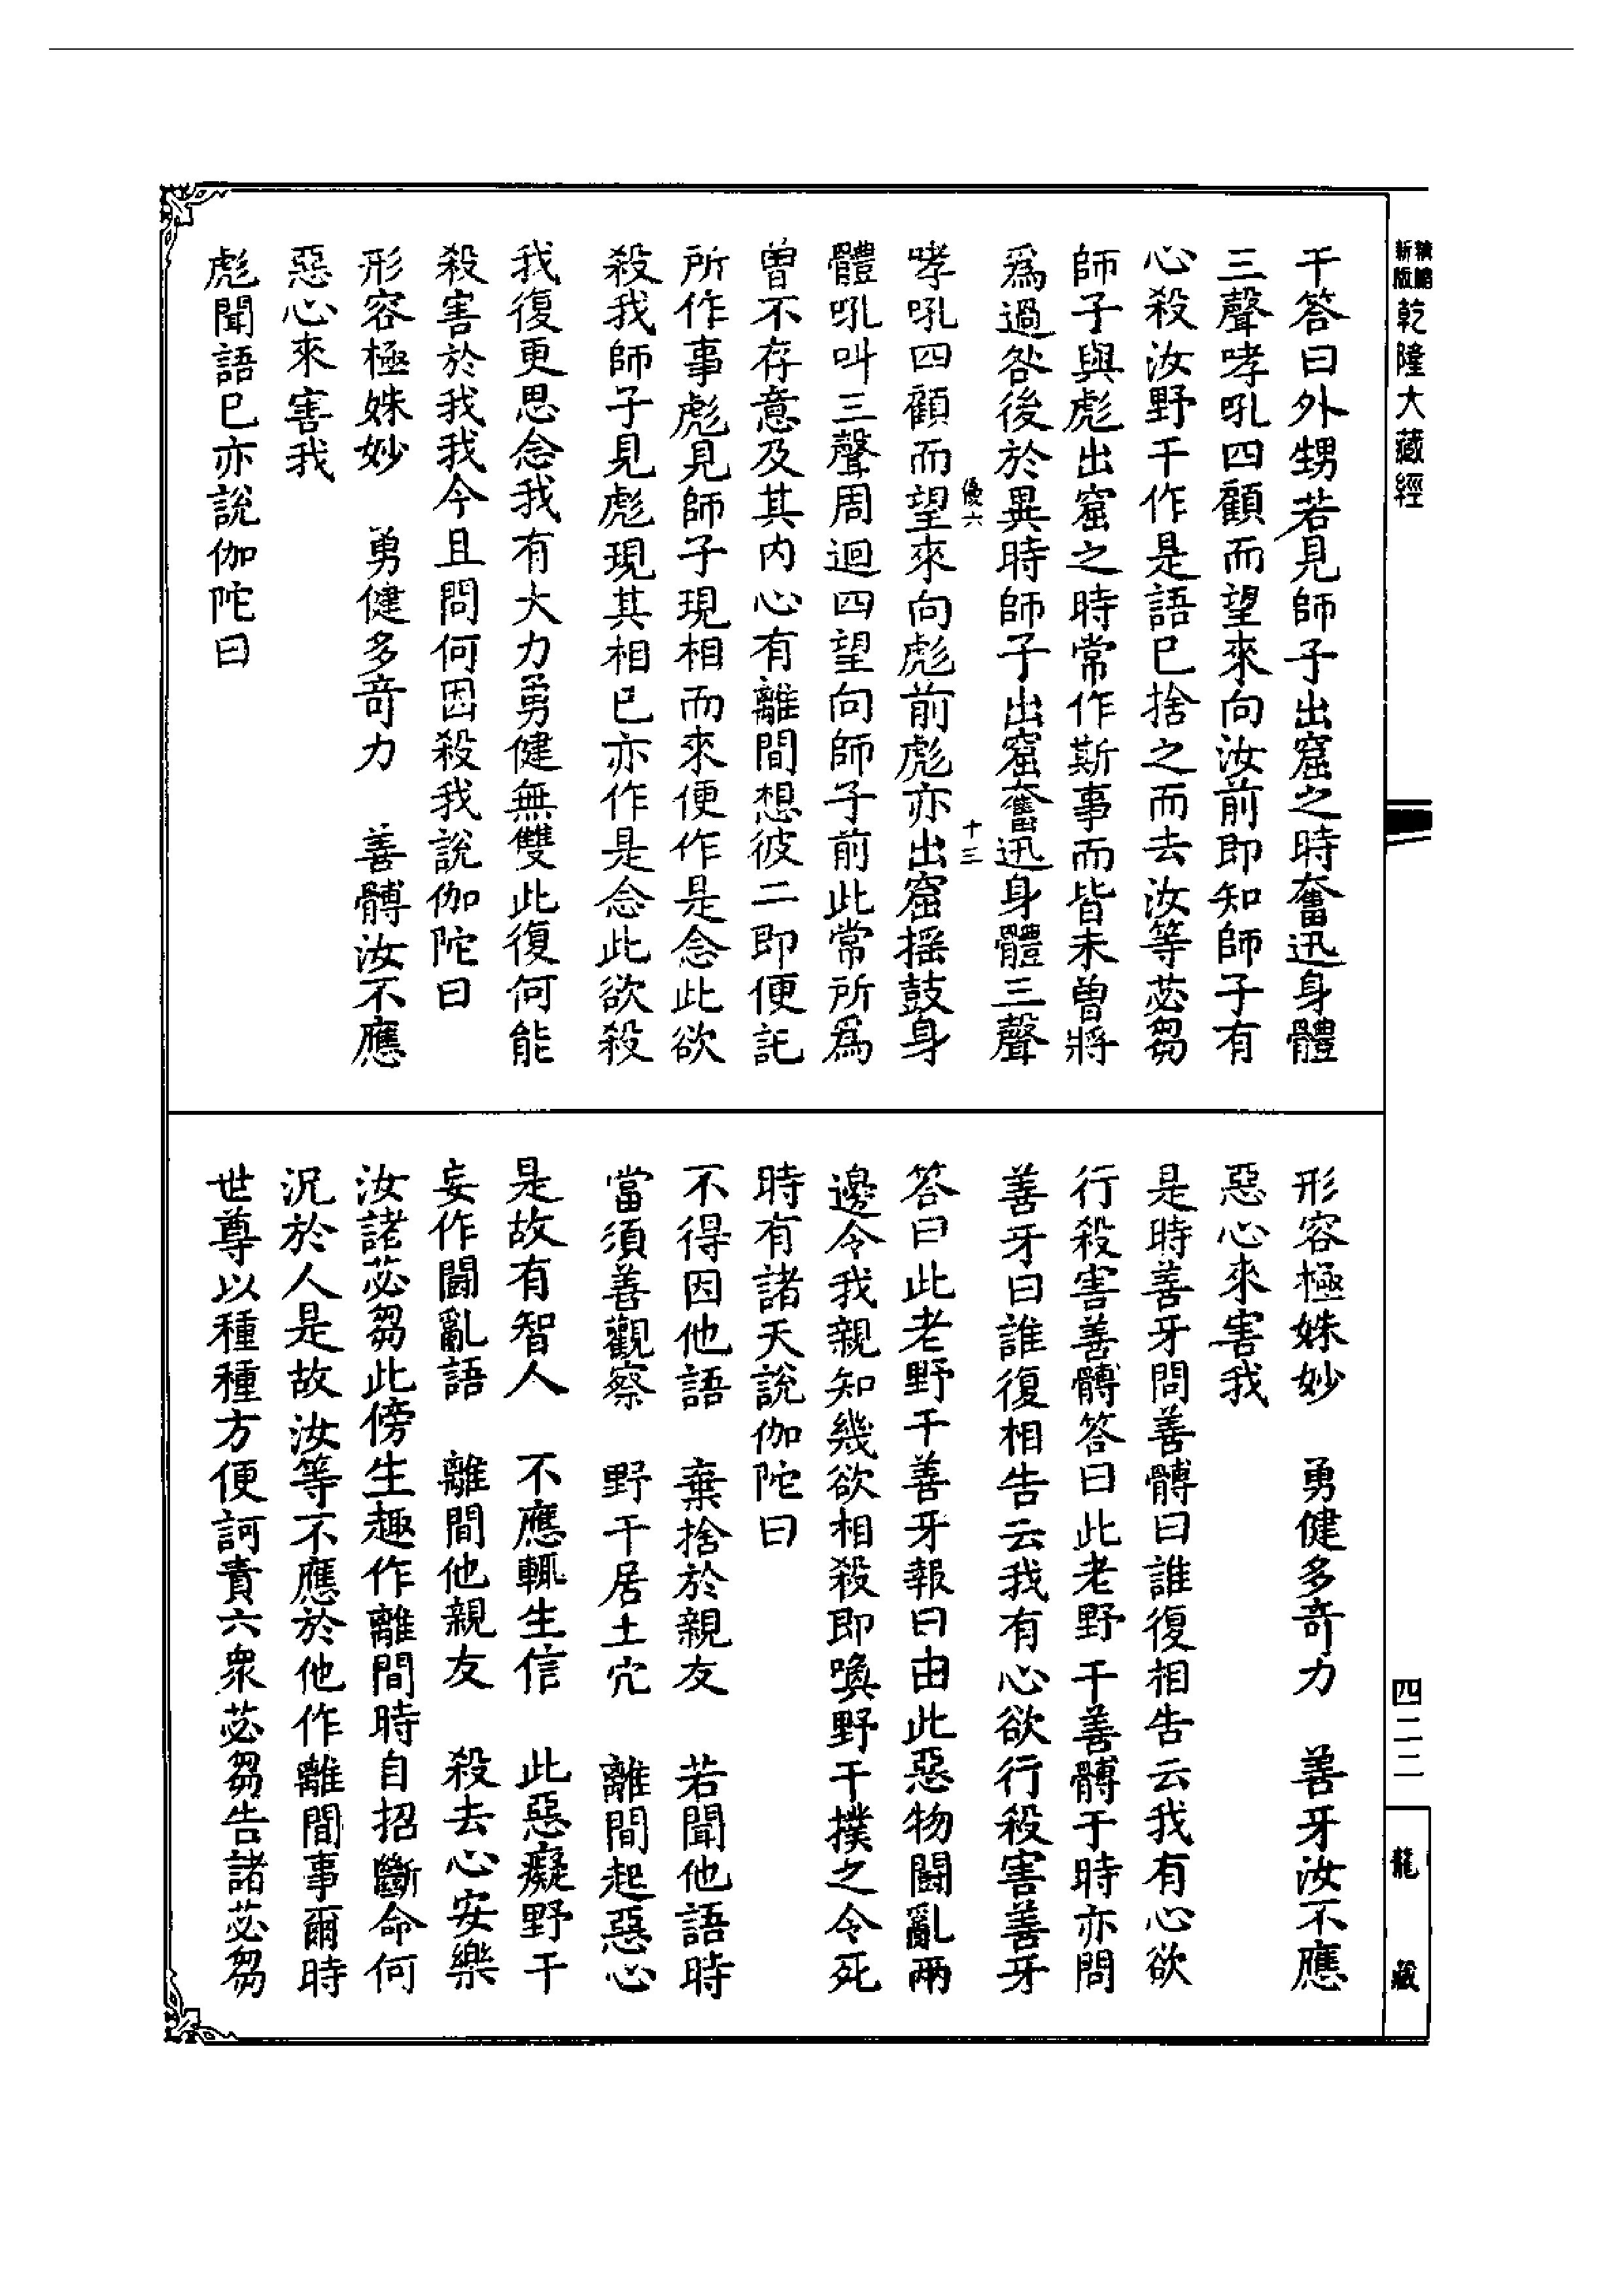 新版
乾隆大藏經
干答曰外甥若見師子出窟之時奮迅身體
三聲哮吼四顧而望來向汝前即知師子有
心殺汝野干作是語已捨之而去汝等苾芻
師子與彪出窟之時常作斯事而皆未曾將
為過咎後於異時師子出窟奮迅身體三聲
優六
十三
哮吼四顧而望來向彪前彪亦出窟搖鼓身
體吼叫三聲周迴四望向師子前此常所為
曾不存意及其內心有離間想彼二即便記
所作事彪見師子現相而來便作是念此欲
殺我師子見彪現其相已亦作是念此欲殺
我復更思念我有大力勇健無雙此復何能
殺害於我我今且問何因殺我說伽陀曰
形容極姝妙　勇健多奇力　善髆汝不應
惡心來害我
彪聞語已亦說伽陀曰
形容極姝妙　勇健多奇力　善牙汝不應
惡心來害我
是時善牙問善髆曰誰復相告云我有心欲
行殺害善髆答曰此老野干善髆于時亦問
善牙曰誰復相告云我有心欲行殺害善牙
答曰此老野干善牙報曰由此惡物鬭亂兩
邊令我親知幾欲相殺即喚野干撲之令死
時有諸天說伽陀曰
不得因他語　棄捨於親友　若聞他語時
當須善觀察　野干居土穴　離間起惡心
是故有智人　不應輒生信　此惡癡野干
妄作鬭亂語　離間他親友　殺去心安樂
汝諸苾芻此傍生趣作離間時自招斷命何
況於人是故汝等不應於他作離間事爾時
世尊以種種方便訶責六衆苾芻告諸苾芻
四二二
龍藏